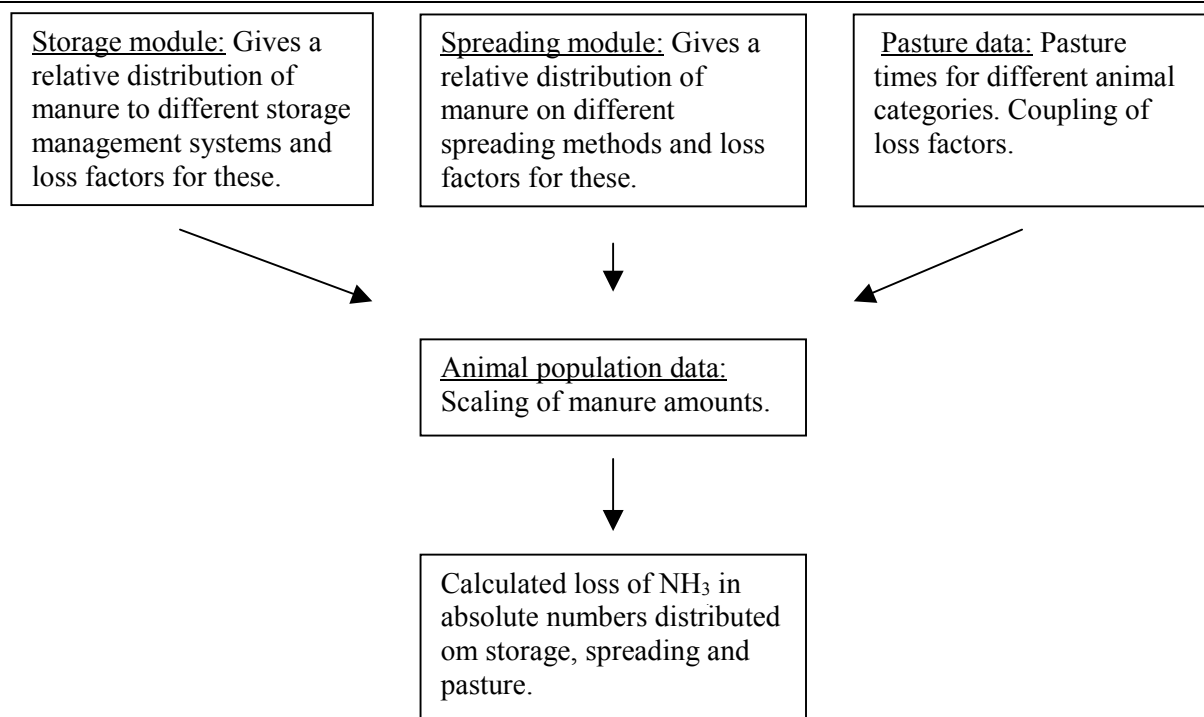 Storage module: Gives a
relative distribution of
manure to different storage
management systems and
loss factors for these.
Spreading module: Gives a
relative distribution of
manure on different
spreading methods and loss
factors for these.
Pasture data: Pasture
times for different animal
categories. Coupling of
loss factors.
Animal population data:
Scaling of manure amounts.
Calculated loss of NH₃ in
absolute numbers distributed
om storage, spreading and
pasture.